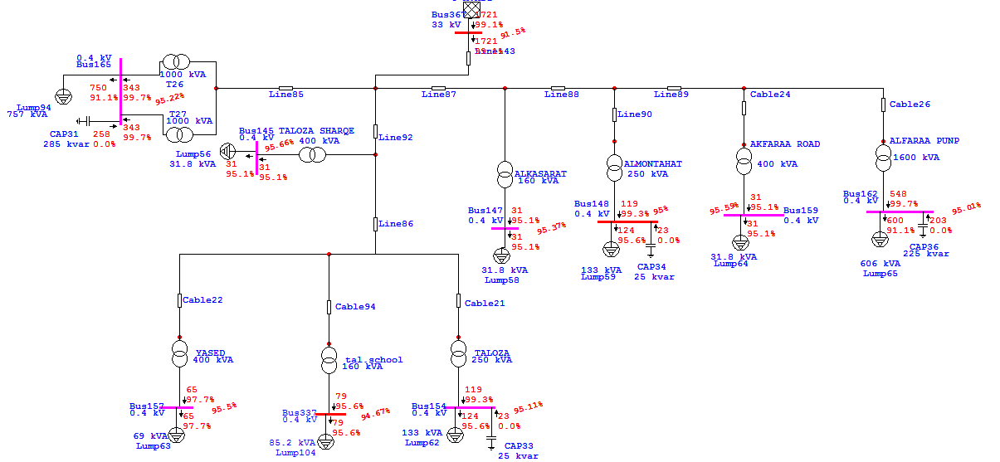 Bus367
1721
33 kV
99.1%
91.5%
1721
Line143
0.4 kV
Bus165
1000 kVA
T26
750
343
91.1%
99.7%
95.22%
Lump94
757 kVA
T27
1000 kVA
343
99.7%
CAP31
285 kvar
258
0.0%
Line85
Line87
Line88
Line89
Line90
Line92
Cable24
Cable26
Bus145
TALOZA SHARQE
0.4 kV
400 kVA
95.66%
Lump56
31.8 kVA
31
95.1%
31
95.1%
ALKASARAT
160 kVA
Bus147
0.4 kV
31
95.1%
95.37%
31
95.1%
31.8 kVA
Lump58
ALMONTAHAT
250 kVA
Bus148
0.4 kV
119
99.3%
95%
124
95.6%
23
0.0%
CAP34
25 kvar
133 kVA
Lump59
AKFARAA ROAD
400 kVA
95.59%
31
95.1%
Bus159
0.4 kV
31
95.1%
31.8 kVA
Lump64
ALFARAA PUNP
1600 kVA
Bus162
0.4 kV
548
99.7%
95.01%
600
91.1%
203
0.0%
CAP36
225 kvar
606 kVA
Lump65
Line86
Cable22
Cable94
Cable21
YASED
400 kVA
65
97.7%
Bus157
0.4 kV
95.5%
65
97.7%
69 kVA
Lump63
tal.school
160 kVA
79
95.6%
Bus337
0.4 kV
94.67%
79
95.6%
85.2 kVA
Lump104
TALOZA
250 kVA
119
99.3%
Bus154
0.4 kV
95.11%
124
95.6%
23
0.0%
133 kVA
Lump62
CAP33
25 kvar